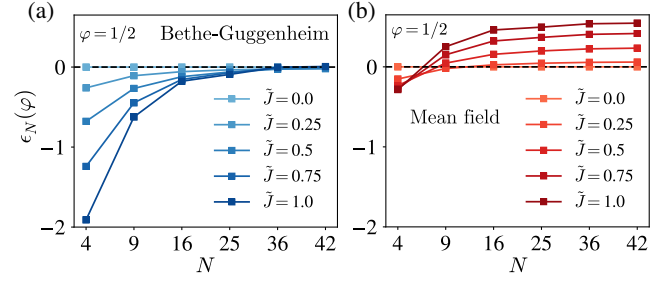 (a)
φ = 1/2 Bethe-Guggenheim
0
-1
-2
ϵ_N(φ)
J̃ = 0.0
J̃ = 0.25
J̃ = 0.5
J̃ = 0.75
J̃ = 1.0
4 9 16 25 36 42
N
(b)
φ = 1/2
0
-1
-2
Mean field
J̃ = 0.0
J̃ = 0.25
J̃ = 0.5
J̃ = 0.75
J̃ = 1.0
4 9 16 25 36 42
N